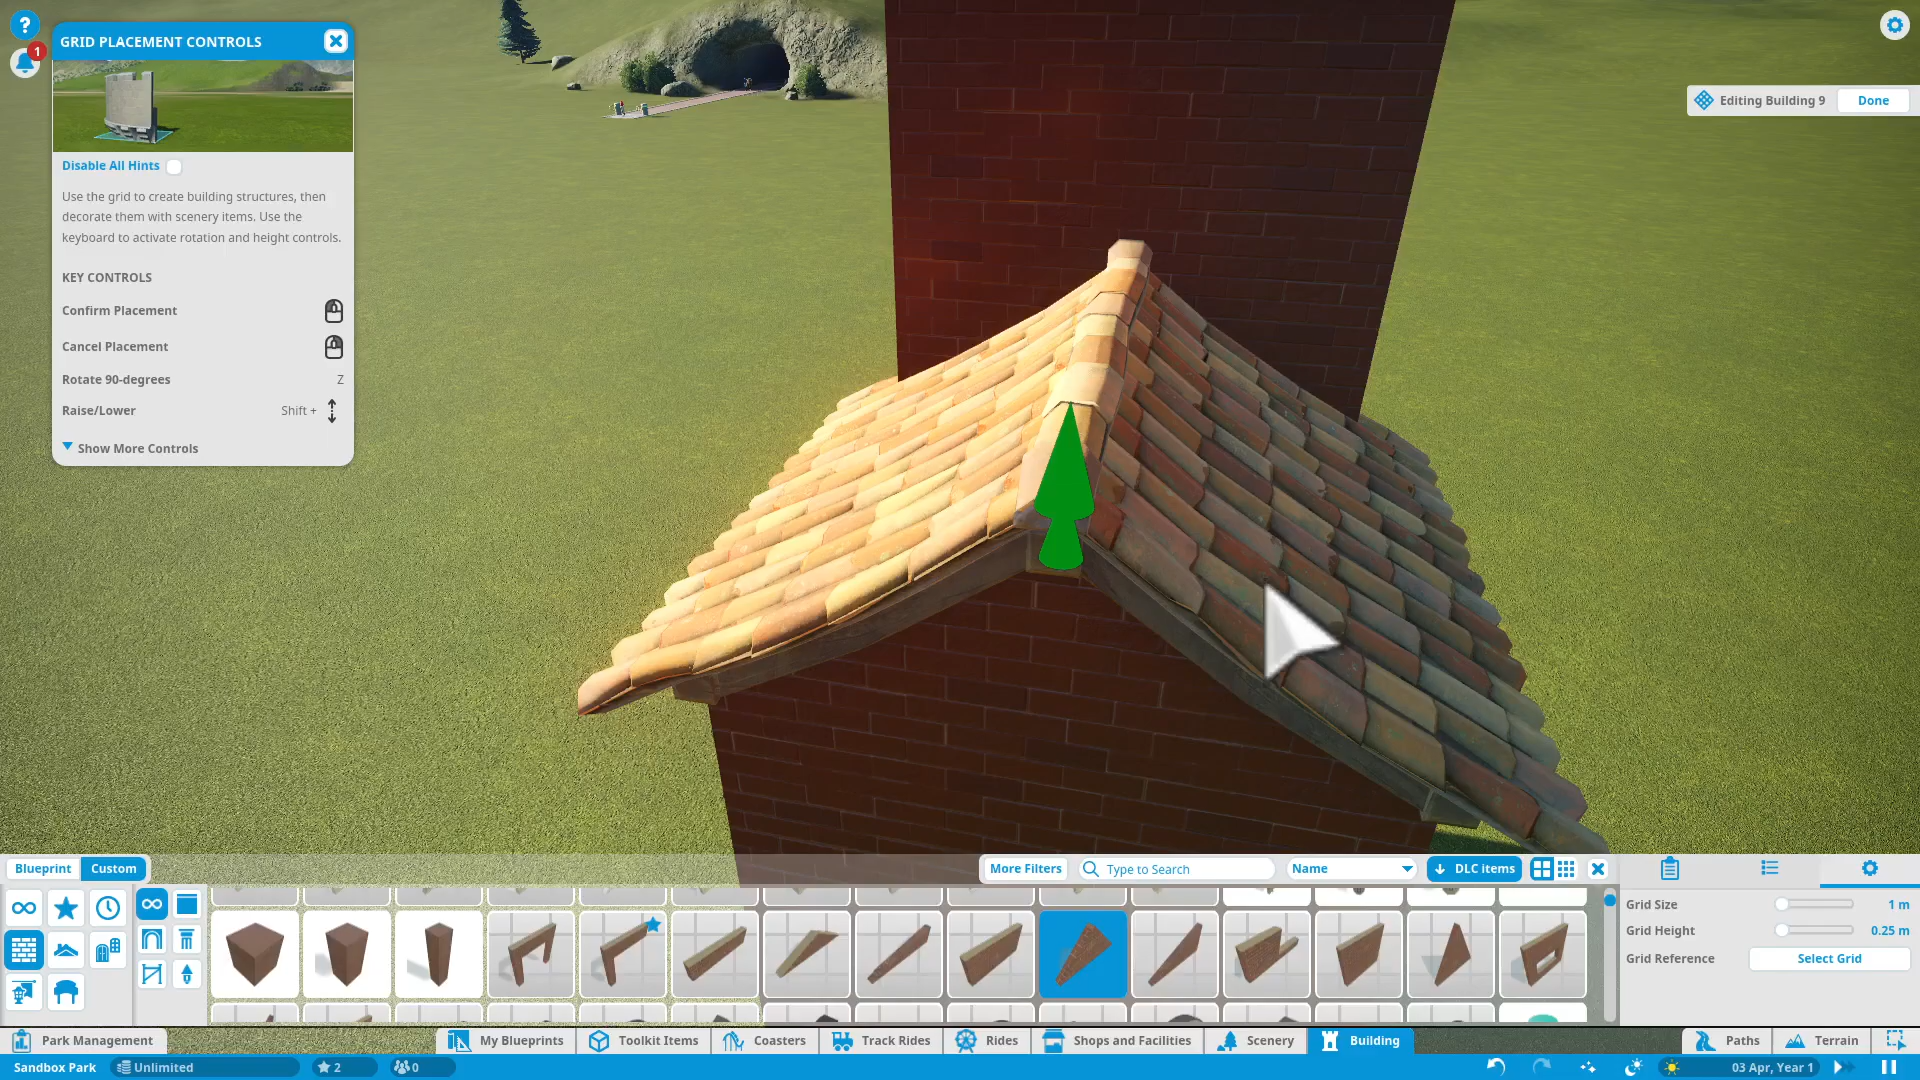 ?
1
GRID PLACEMENT CONTROLS
Disable All Hints
Use the grid to create building structures, then
decorate them with scenery items. Use the
keyboard to activate rotation and height controls.
KEY CONTROLS
Confirm Placement
Cancel Placement
Rotate 90-degrees Z
Raise/Lower Shift +
Show More Controls
Editing Building 9 Done
Blueprint Custom
More Filters Type to Search Name DLC items
Grid Size 1 m
Grid Height 0.25 m
Grid Reference Select Grid
Park Management My Blueprints Toolkit Items Coasters Track Rides Rides Shops and Facilities Scenery Building Paths Terrain
Sandbox Park Unlimited 2 0 03 Apr, Year 1